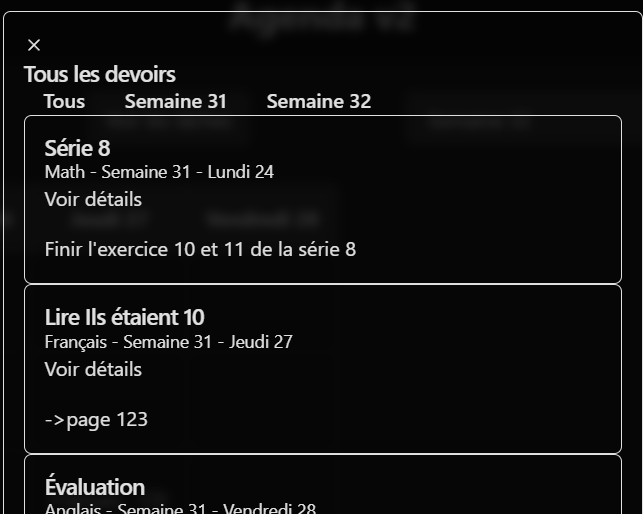 Agenda v2
×
Tous les devoirs
Tous Semaine 31 Semaine 32
Série 8
Math - Semaine 31 - Lundi 24
Voir détails
Finir l'exercice 10 et 11 de la série 8
Lire Ils étaient 10
Français - Semaine 31 - Jeudi 27
Voir détails
->page 123
Évaluation
Anglais - Semaine 31 - Vendredi 28